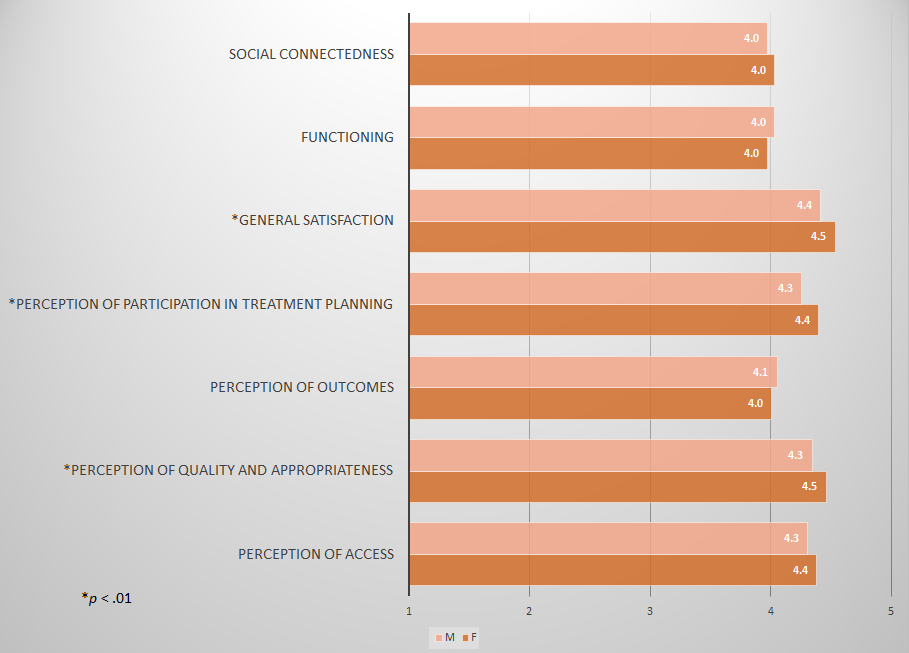 SOCIAL CONNECTEDNESS
4.0
4.0
FUNCTIONING
4.0
4.0
*GENERAL SATISFACTION
4.4
4.5
*PERCEPTION OF PARTICIPATION IN TREATMENT PLANNING
4.3
4.4
PERCEPTION OF OUTCOMES
4.1
4.0
*PERCEPTION OF QUALITY AND APPROPRIATENESS
4.3
4.5
PERCEPTION OF ACCESS
4.3
4.4
*p < .01
1 2 3 4 5
M F